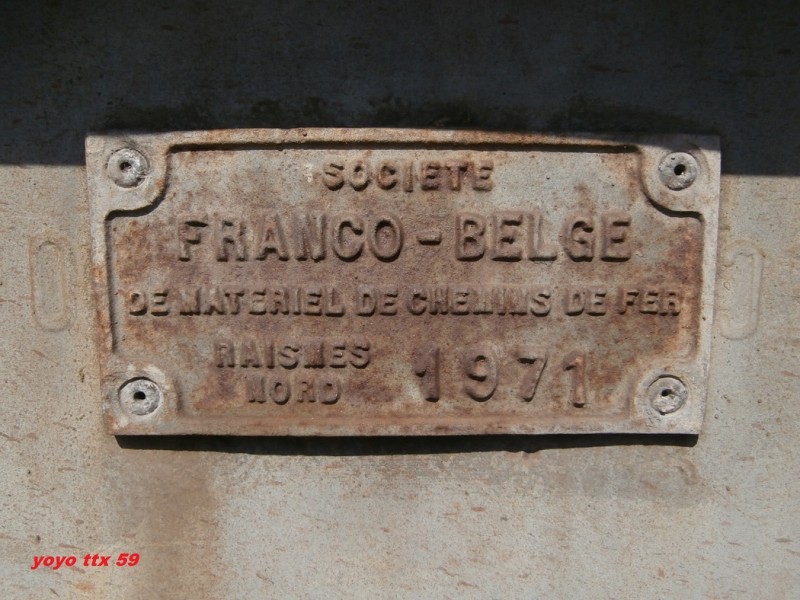 SOCIETE
FRANCO-BELGE
DE MATERIEL DE CHEMINS DE FER
RAISMES
NORD
1971
yoyo ttx 59